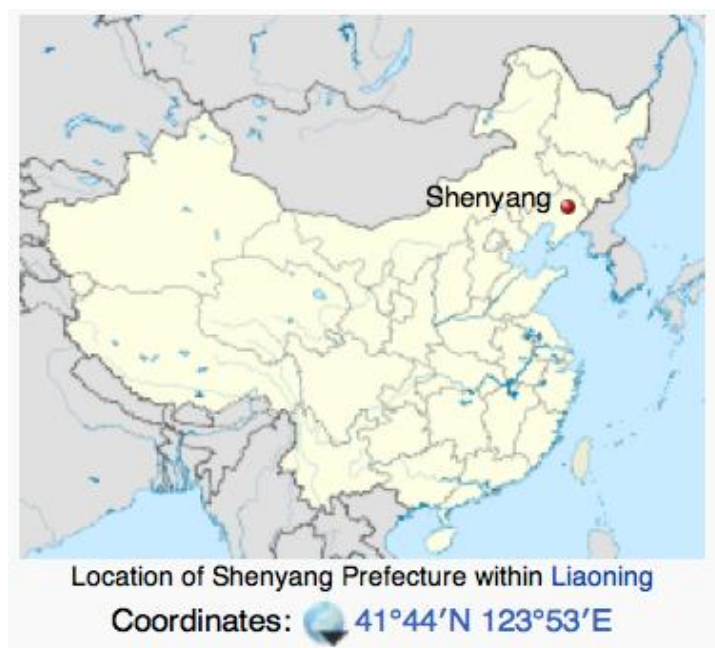 Shenyang
Location of Shenyang Prefecture within Liaoning
Coordinates: 41°44′N 123°53′E